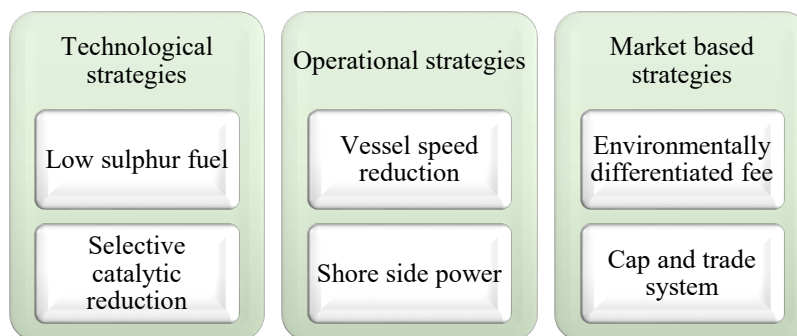 Technological
strategies
Low sulphur fuel
Selective
catalytic
reduction
Operational strategies
Vessel speed
reduction
Shore side power
Market based
strategies
Environmentally
differentiated fee
Cap and trade
system